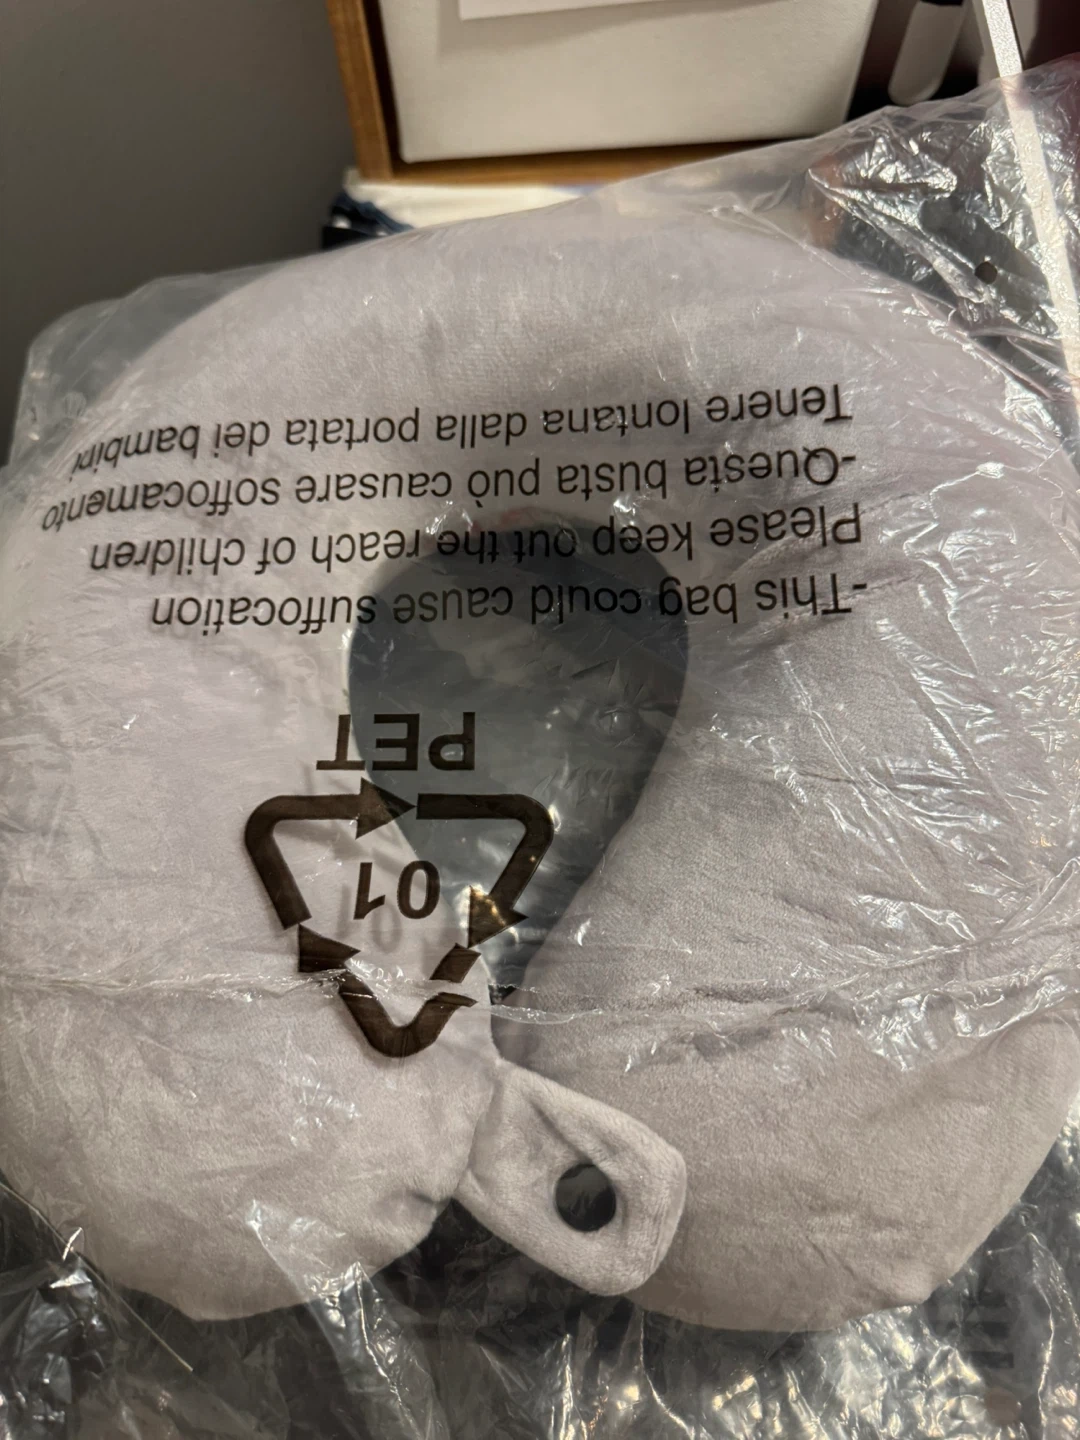 01
PET
-This bag could cause suffocation
Please keep out the reach of children
-Questa busta può causare soffocamento
Tenere lontana dalla portata dei bambini